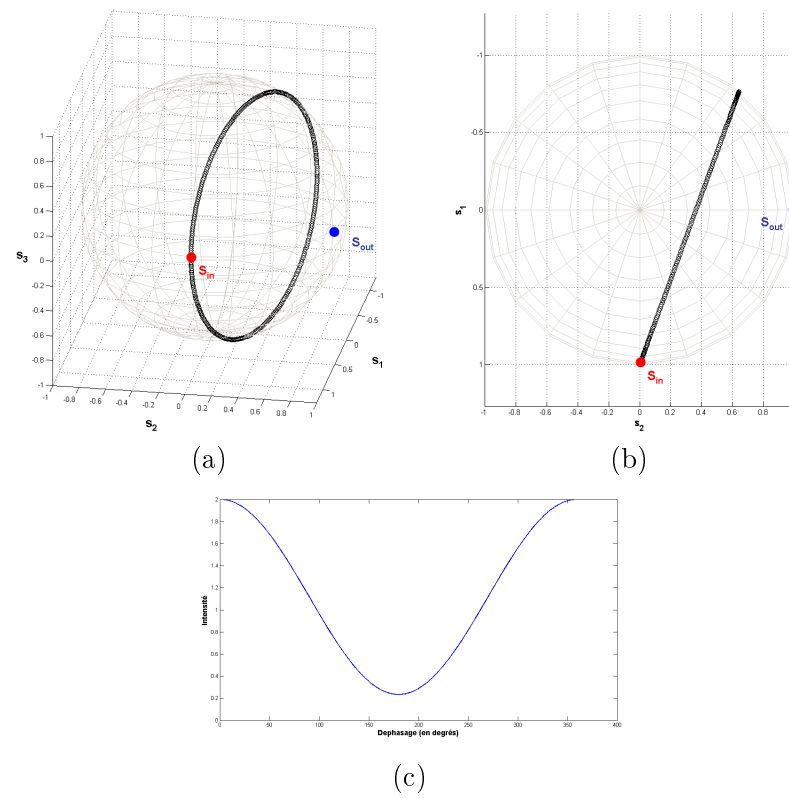 1
0.8
0.6
0.4
0.2
0
-0.2
-0.4
-0.6
-0.8
-1
s3
Sin
Sout
-1
-0.5
0
0.5
1
s1
-1 -0.8 -0.6 -0.4 -0.2 0 0.2 0.4 0.6 0.8 1
s2
(a)
-1
-0.5
0
0.5
1
s1
Sout
Sin
-1 -0.8 -0.6 -0.4 -0.2 0 0.2 0.4 0.6 0.8
s2
(b)
2
1.8
1.6
1.4
1.2
1
0.8
0.6
0.4
0.2
0
Intensité
0 50 100 150 200 250 300 350 400
Dephasage (en degrés)
(c)